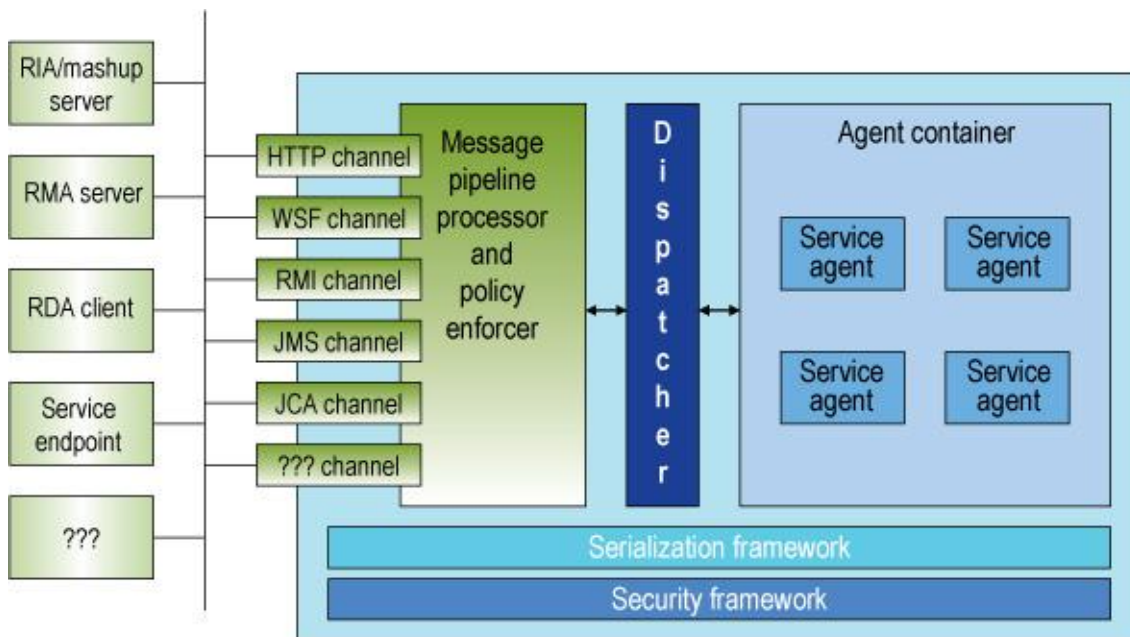 RIA/mashup
server
RMA server
RDA client
Service
endpoint
???
HTTP channel
WSF channel
RMI channel
JMS channel
JCA channel
??? channel
Message
pipeline
processor
and
policy
enforcer
Dispatcher
Agent container
Service
agent
Service
agent
Service
agent
Service
agent
Serialization framework
Security framework